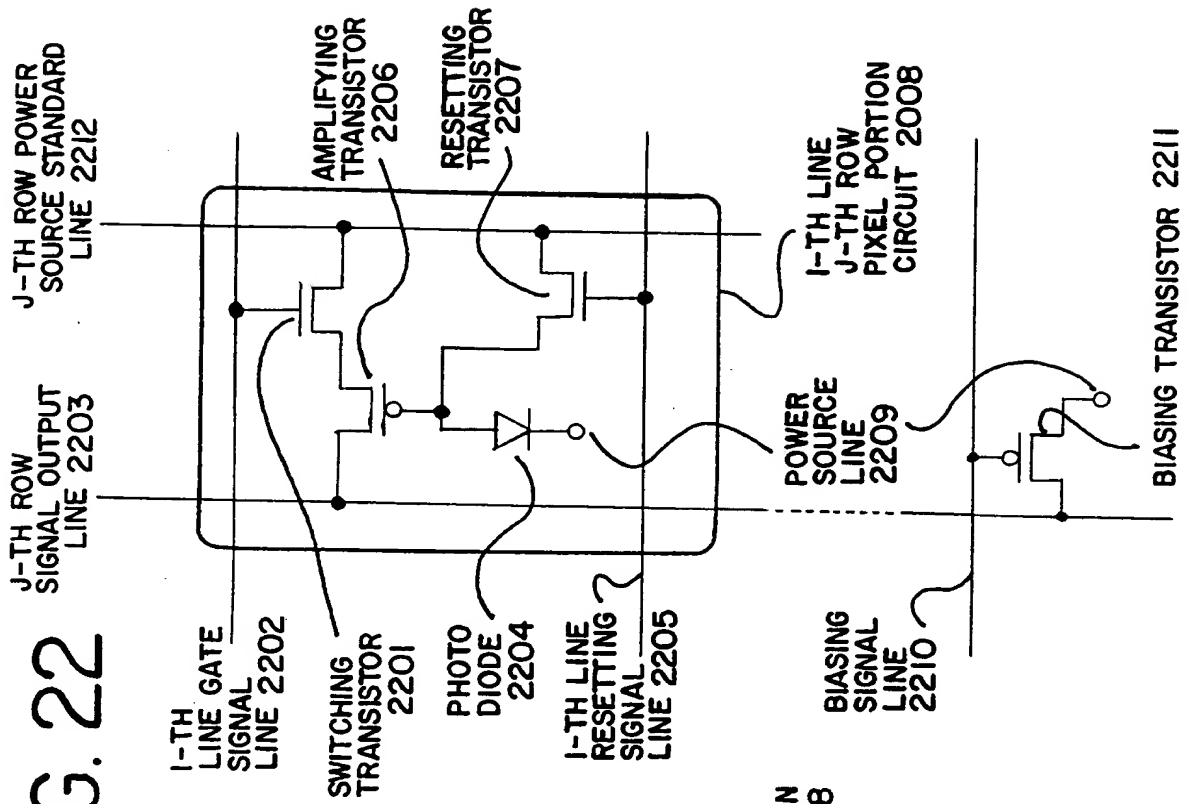 G. 22
J-TH ROW
SIGNAL OUTPUT
LINE 2203
J-TH ROW POWER
SOURCE STANDARD
LINE 2212
I-TH
LINE GATE
SIGNAL
LINE 2202
SWITCHING
TRANSISTOR
2201
PHOTO
DIODE
2204
I-TH LINE
RESETTING
SIGNAL
LINE 2205
AMPLIFYING
TRANSISTOR
2206
RESETTING
TRANSISTOR
2207
I-TH LINE
J-TH ROW
PIXEL PORTION
CIRCUIT 2008
POWER
SOURCE
LINE
2209
BIASING
SIGNAL
LINE
2210
BIASING TRANSISTOR 2211
N
8